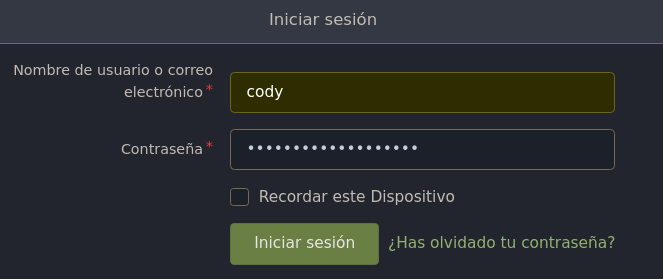 Iniciar sesión
Nombre de usuario o correo
electrónico *
cody
Contraseña *
•••••••••••••••••••
Recordar este Dispositivo
Iniciar sesión ¿Has olvidado tu contraseña?